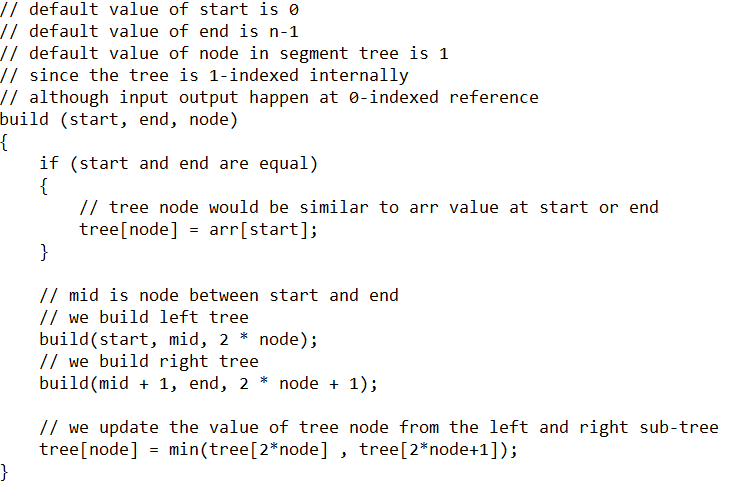 // default value of start is 0
// default value of end is n-1
// default value of node in segment tree is 1
// since the tree is 1-indexed internally
// although input output happen at 0-indexed reference
build (start, end, node)
{
    if (start and end are equal)
    {
        // tree node would be similar to arr value at start or end
        tree[node] = arr[start];
    }

    // mid is node between start and end
    // we build left tree
    build(start, mid, 2 * node);
    // we build right tree
    build(mid + 1, end, 2 * node + 1);

    // we update the value of tree node from the left and right sub-tree
    tree[node] = min(tree[2*node] , tree[2*node+1]);
}